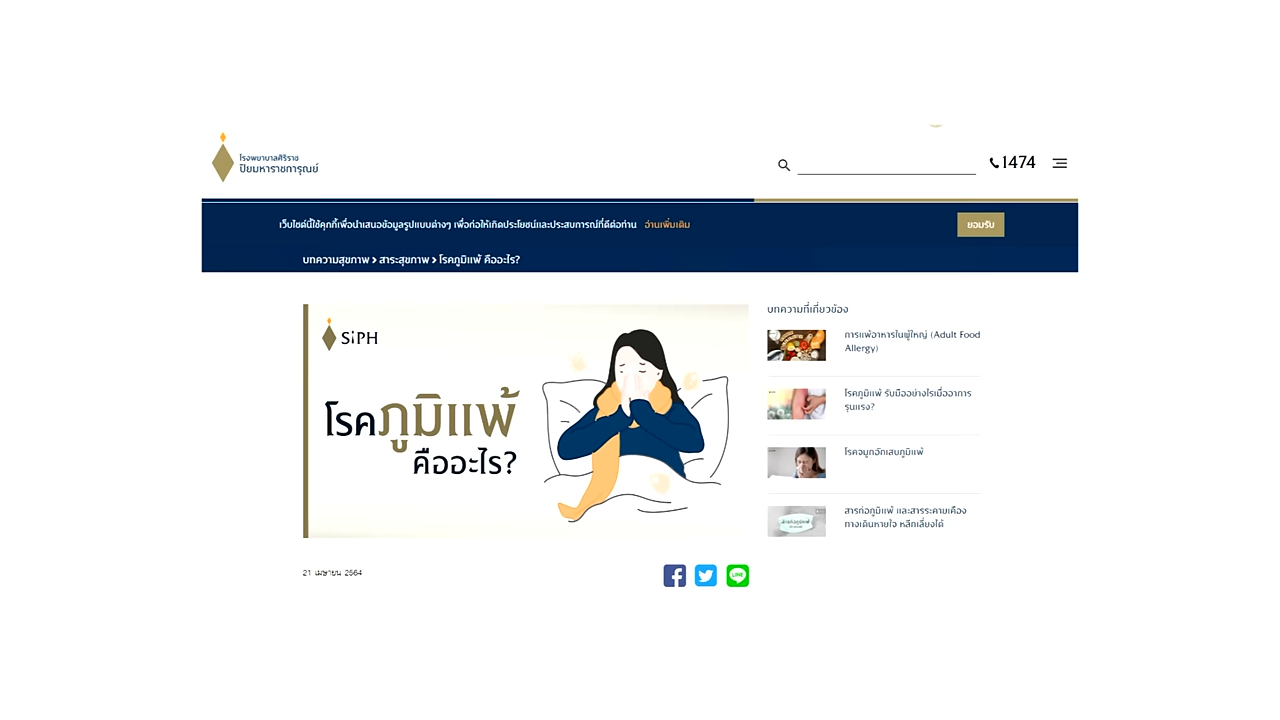 โรงพยาบาลศิริราช
ปิยมหาราชการุณย์
1474
เว็บไซต์นี้ใช้คุกกี้เพื่อนำเสนอข้อมูลรูปแบบต่างๆ เพื่อก่อให้เกิดประโยชน์และประสบการณ์ที่ดีต่อท่าน อ่านเพิ่มเติม
ยอมรับ
บทความสุขภาพ > สาระสุขภาพ > โรคภูมิแพ้ คืออะไร?
SiPH
โรคภูมิแพ้
คืออะไร?
21 เมษายน 2564
LINE
บทความที่เกี่ยวข้อง
การแพ้อาหารในผู้ใหญ่ (Adult Food
Allergy)
โรคภูมิแพ้ รับมืออย่างไรเมื่ออาการ
รุนแรง?
โรคจมูกอักเสบภูมิแพ้
สารก่อภูมิแพ้ และสารระคายเคือง
ทางเดินหายใจ หลีกเลี่ยงได้